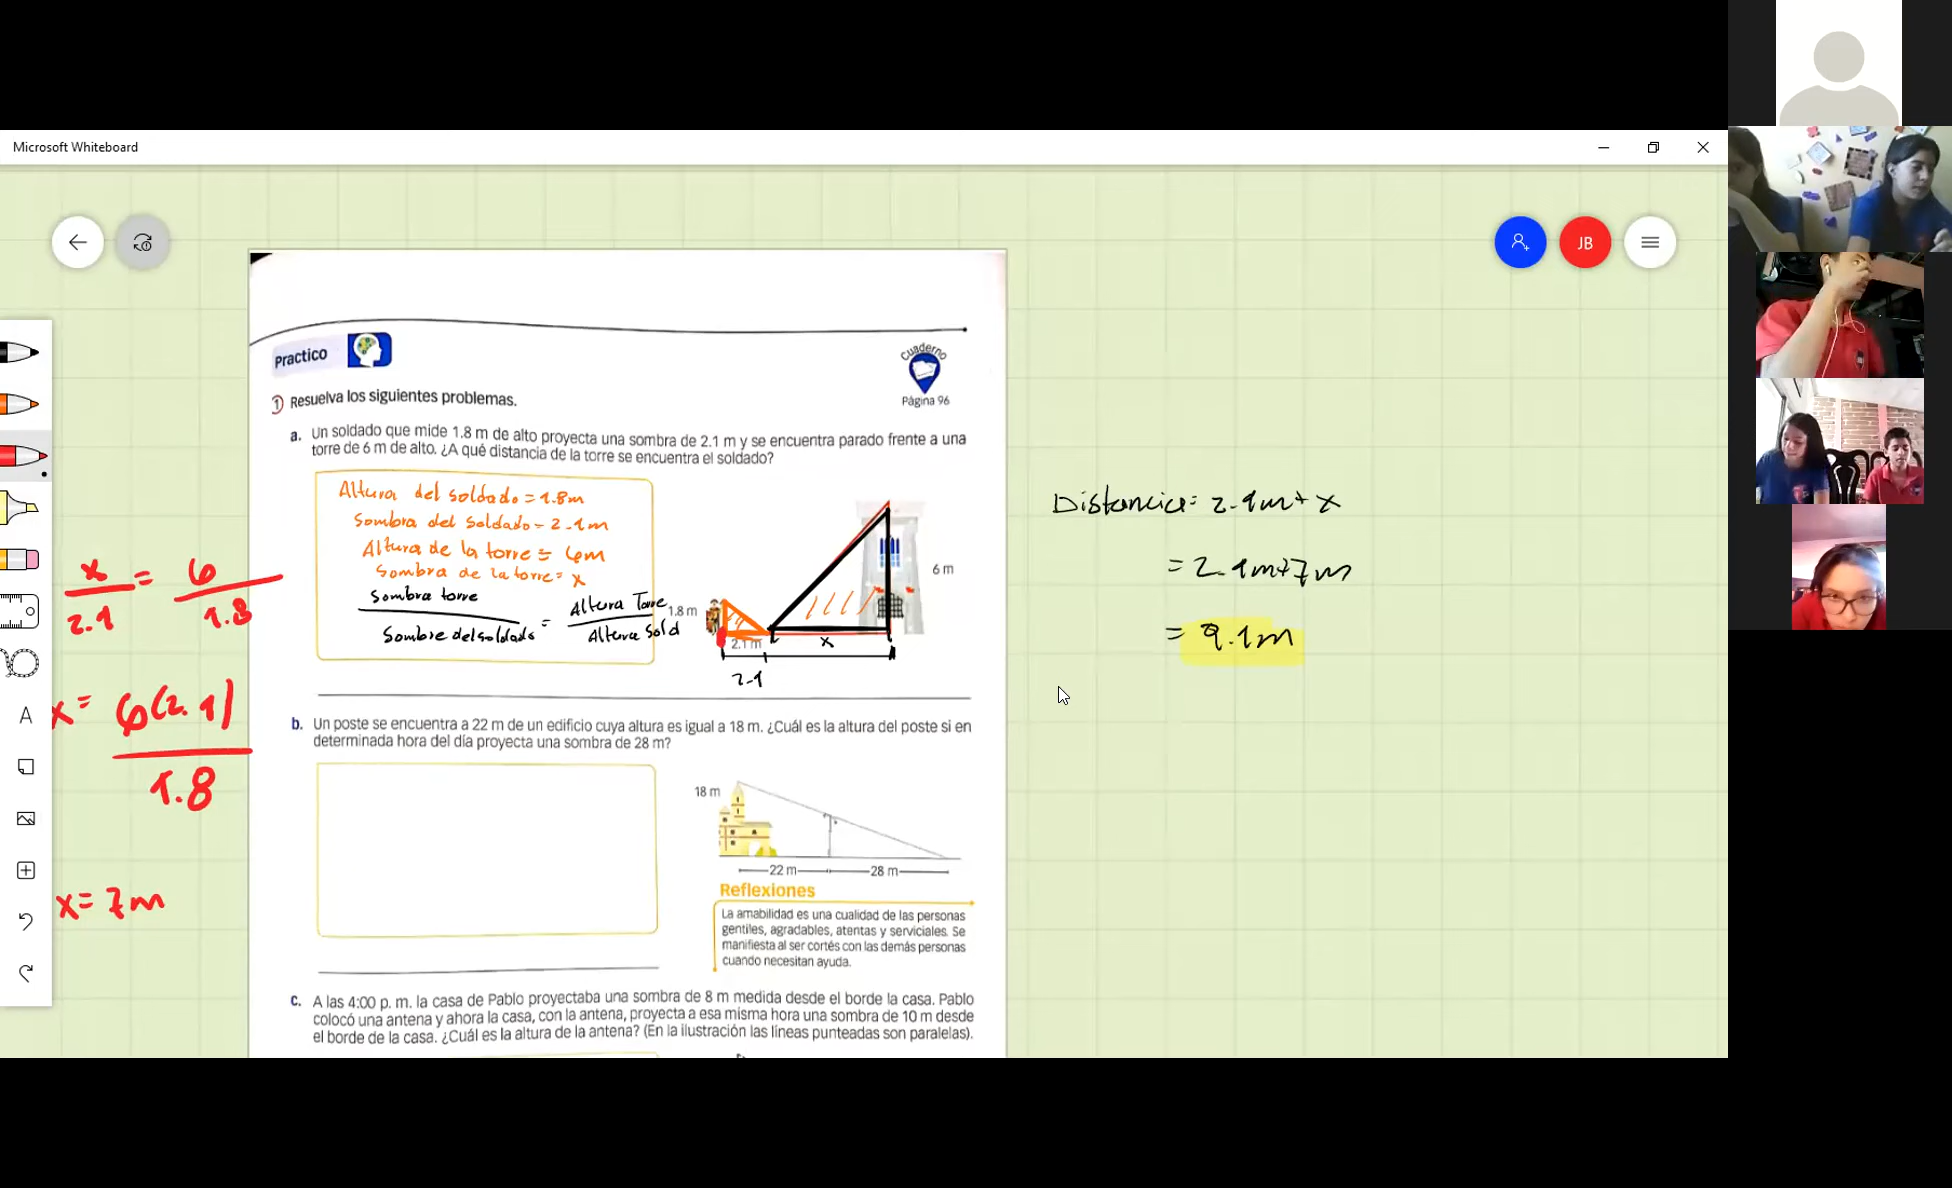 Microsoft Whiteboard
JB
Practico
Cuaderno
Página 96
1 Resuelva los siguientes problemas.
a. Un soldado que mide 1.8 m de alto proyecta una sombra de 2.1 m y se encuentra parado frente a una
torre de 6 m de alto. ¿A qué distancia de la torre se encuentra el soldado?
Altura del soldado = 1.8m
Sombra del soldado = 2.1m
Altura de la torre = 6m
Sombra de la torre = x
Sombra torre
Sombra del soldado
=
Altura Torre
Altura Sold
1.8 m
2.1 m
x
6 m
2.1
x/2.1 = 6/1.8
x = 6(2.1)/1.8
x = 7m
Distancia: 2.1m + x
= 2.1m + 7m
= 9.1m
b. Un poste se encuentra a 22 m de un edificio cuya altura es igual a 18 m. ¿Cuál es la altura del poste si en
determinada hora del día proyecta una sombra de 28 m?
18 m
22 m
28 m
Reflexiones
La amabilidad es una cualidad de las personas
gentiles, agradables, atentas y serviciales. Se
manifiesta al ser cortés con las demás personas
cuando necesitan ayuda.
c. A las 4:00 p. m. la casa de Pablo proyectaba una sombra de 8 m medida desde el borde la casa. Pablo
colocó una antena y ahora la casa, con la antena, proyecta a esa misma hora una sombra de 10 m desde
el borde de la casa. ¿Cuál es la altura de la antena? (En la ilustración las líneas punteadas son paralelas).